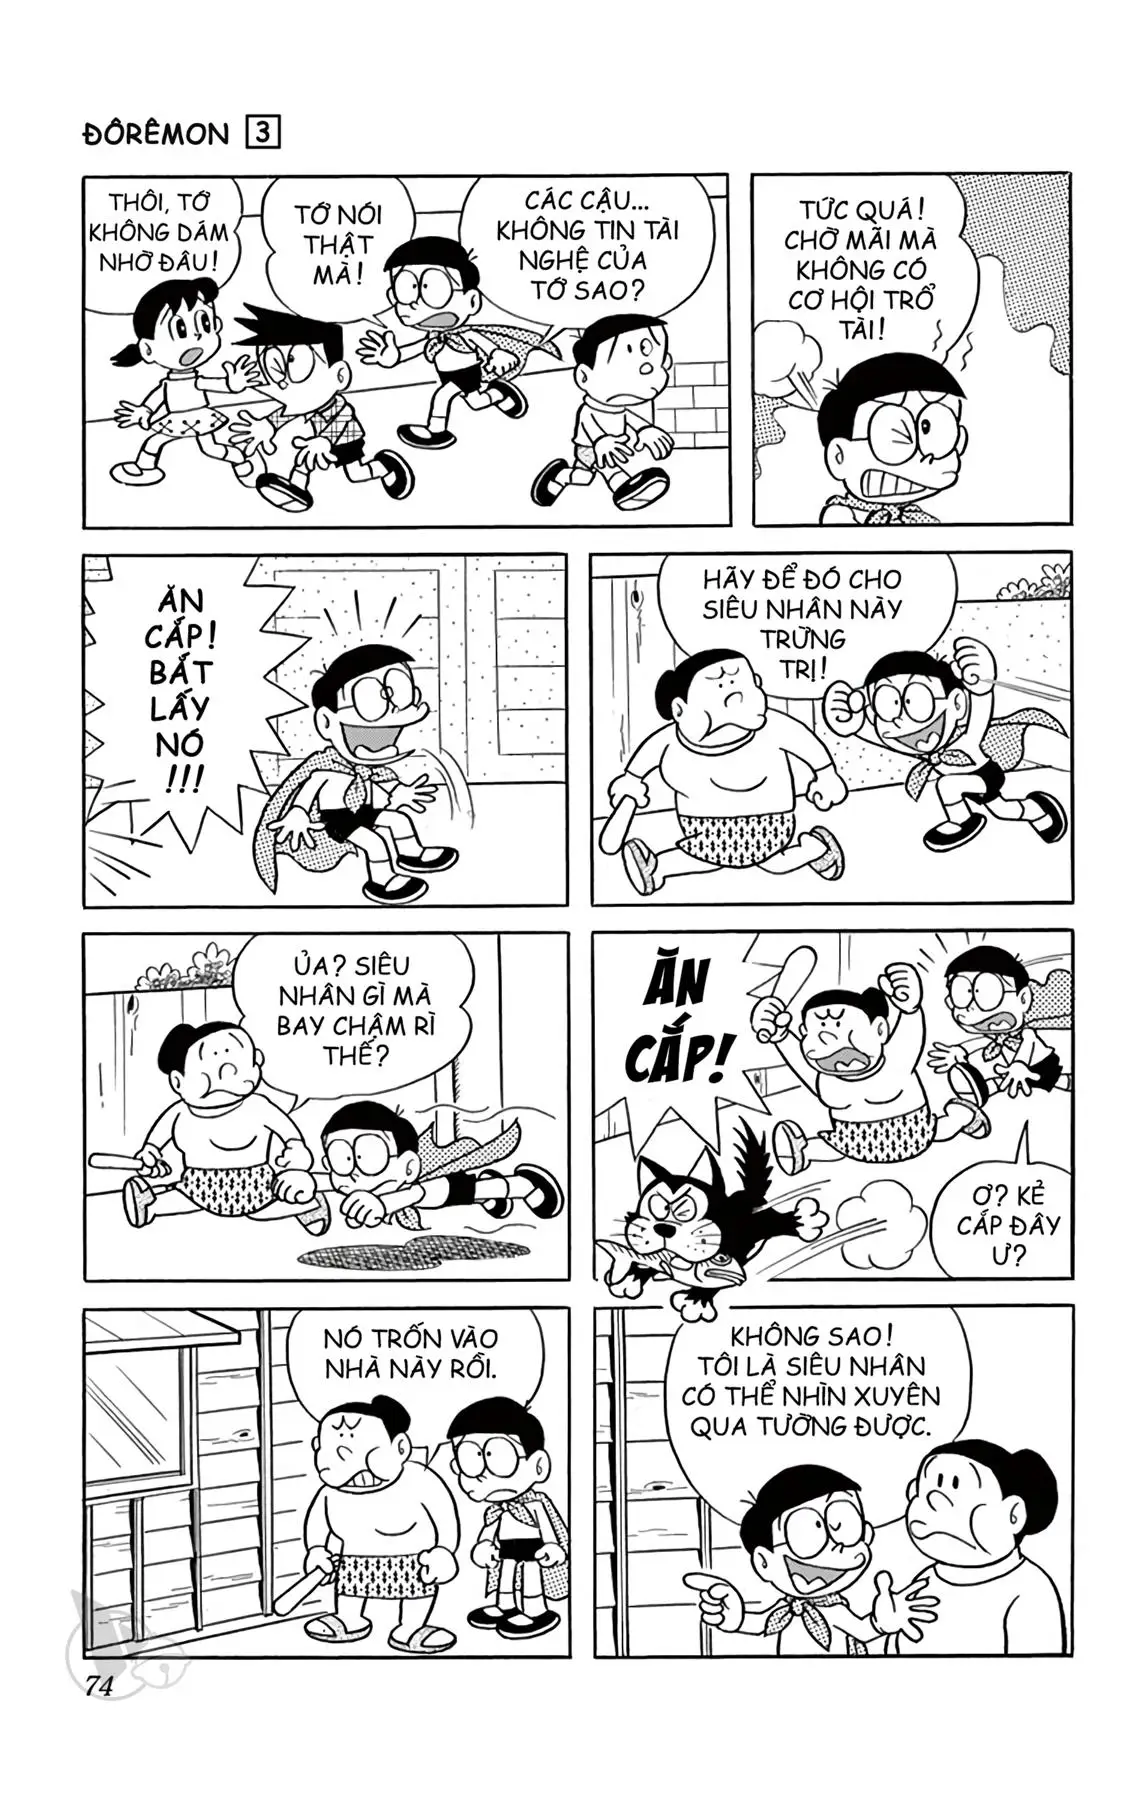 ĐÔRÊMON 3
THÔI, TỚ
KHÔNG DÁM
NHỜ ĐÂU!
TỚ NÓI
THẬT
MÀ!
CÁC CẬU...
KHÔNG TIN TÀI
NGHỆ CỦA
TỚ SAO?
TỨC QUÁ!
CHỜ MÃI MÀ
KHÔNG CÓ
CƠ HỘI TRỔ
TÀI!
ĂN
CẮP!
BẮT
LẤY
NÓ
!!!
HÃY ĐỂ ĐÓ CHO
SIÊU NHÂN NÀY
TRỪNG
TRỊ!
ỦA? SIÊU
NHÂN GÌ MÀ
BAY CHẬM RÌ
THẾ?
ĂN
CẮP!
Ơ? KẺ
CẮP ĐÂY
Ư?
NÓ TRỐN VÀO
NHÀ NÀY RỒI.
KHÔNG SAO!
TÔI LÀ SIÊU NHÂN
CÓ THỂ NHÌN XUYÊN
QUA TƯỜNG ĐƯỢC.
74